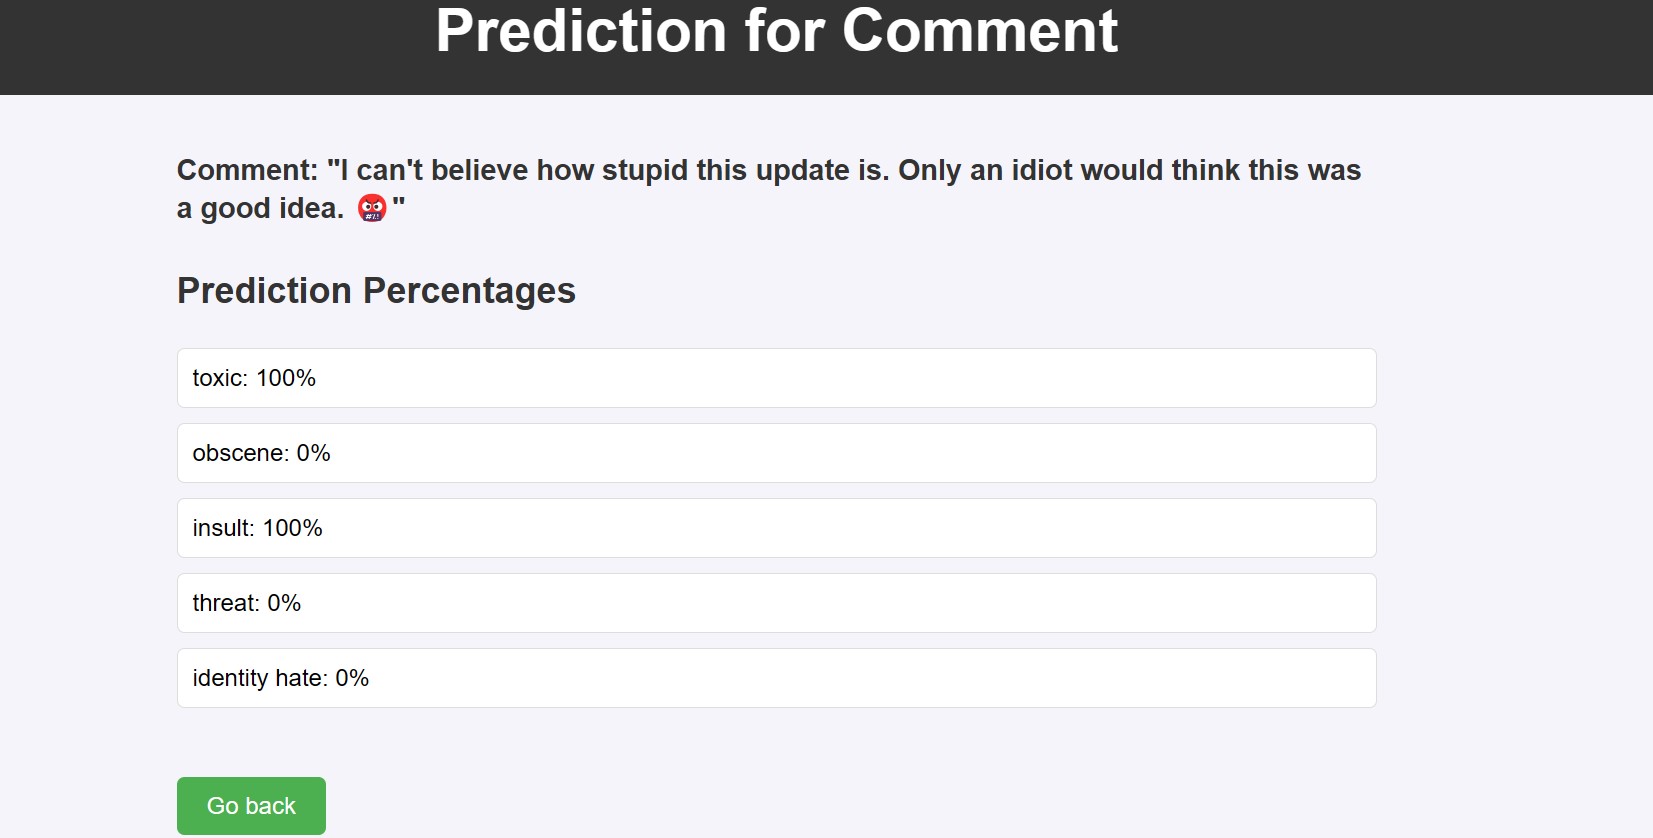 Prediction for Comment
Comment: "I can't believe how stupid this update is. Only an idiot would think this was
a good idea. 🤬"
Prediction Percentages
toxic: 100%
obscene: 0%
insult: 100%
threat: 0%
identity hate: 0%
Go back